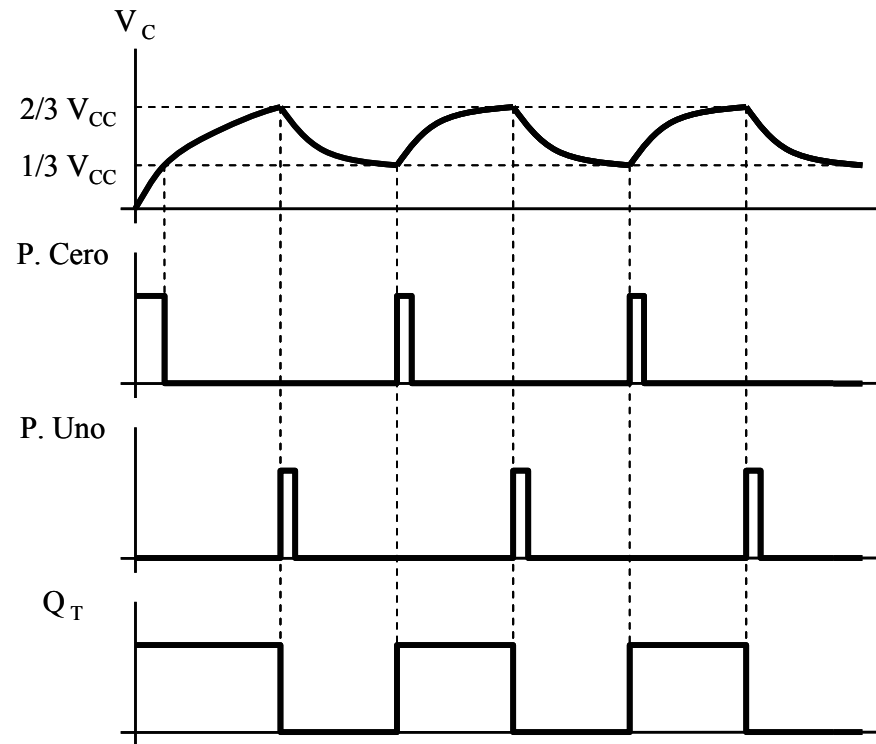 V_C
2/3 V_CC
1/3 V_CC
P. Cero
P. Uno
Q_T